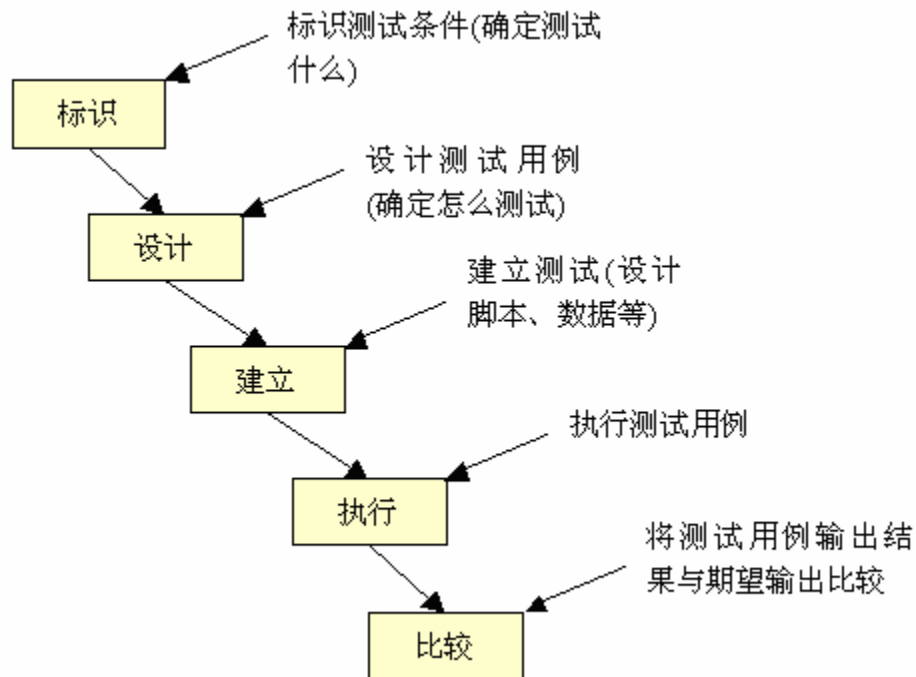 标识测试条件(确定测试
什么)
标识
设计测试用例
(确定怎么测试)
设计
建立测试(设计
脚本、数据等)
建立
执行测试用例
执行
将测试用例输出结
果与期望输出比较
比较